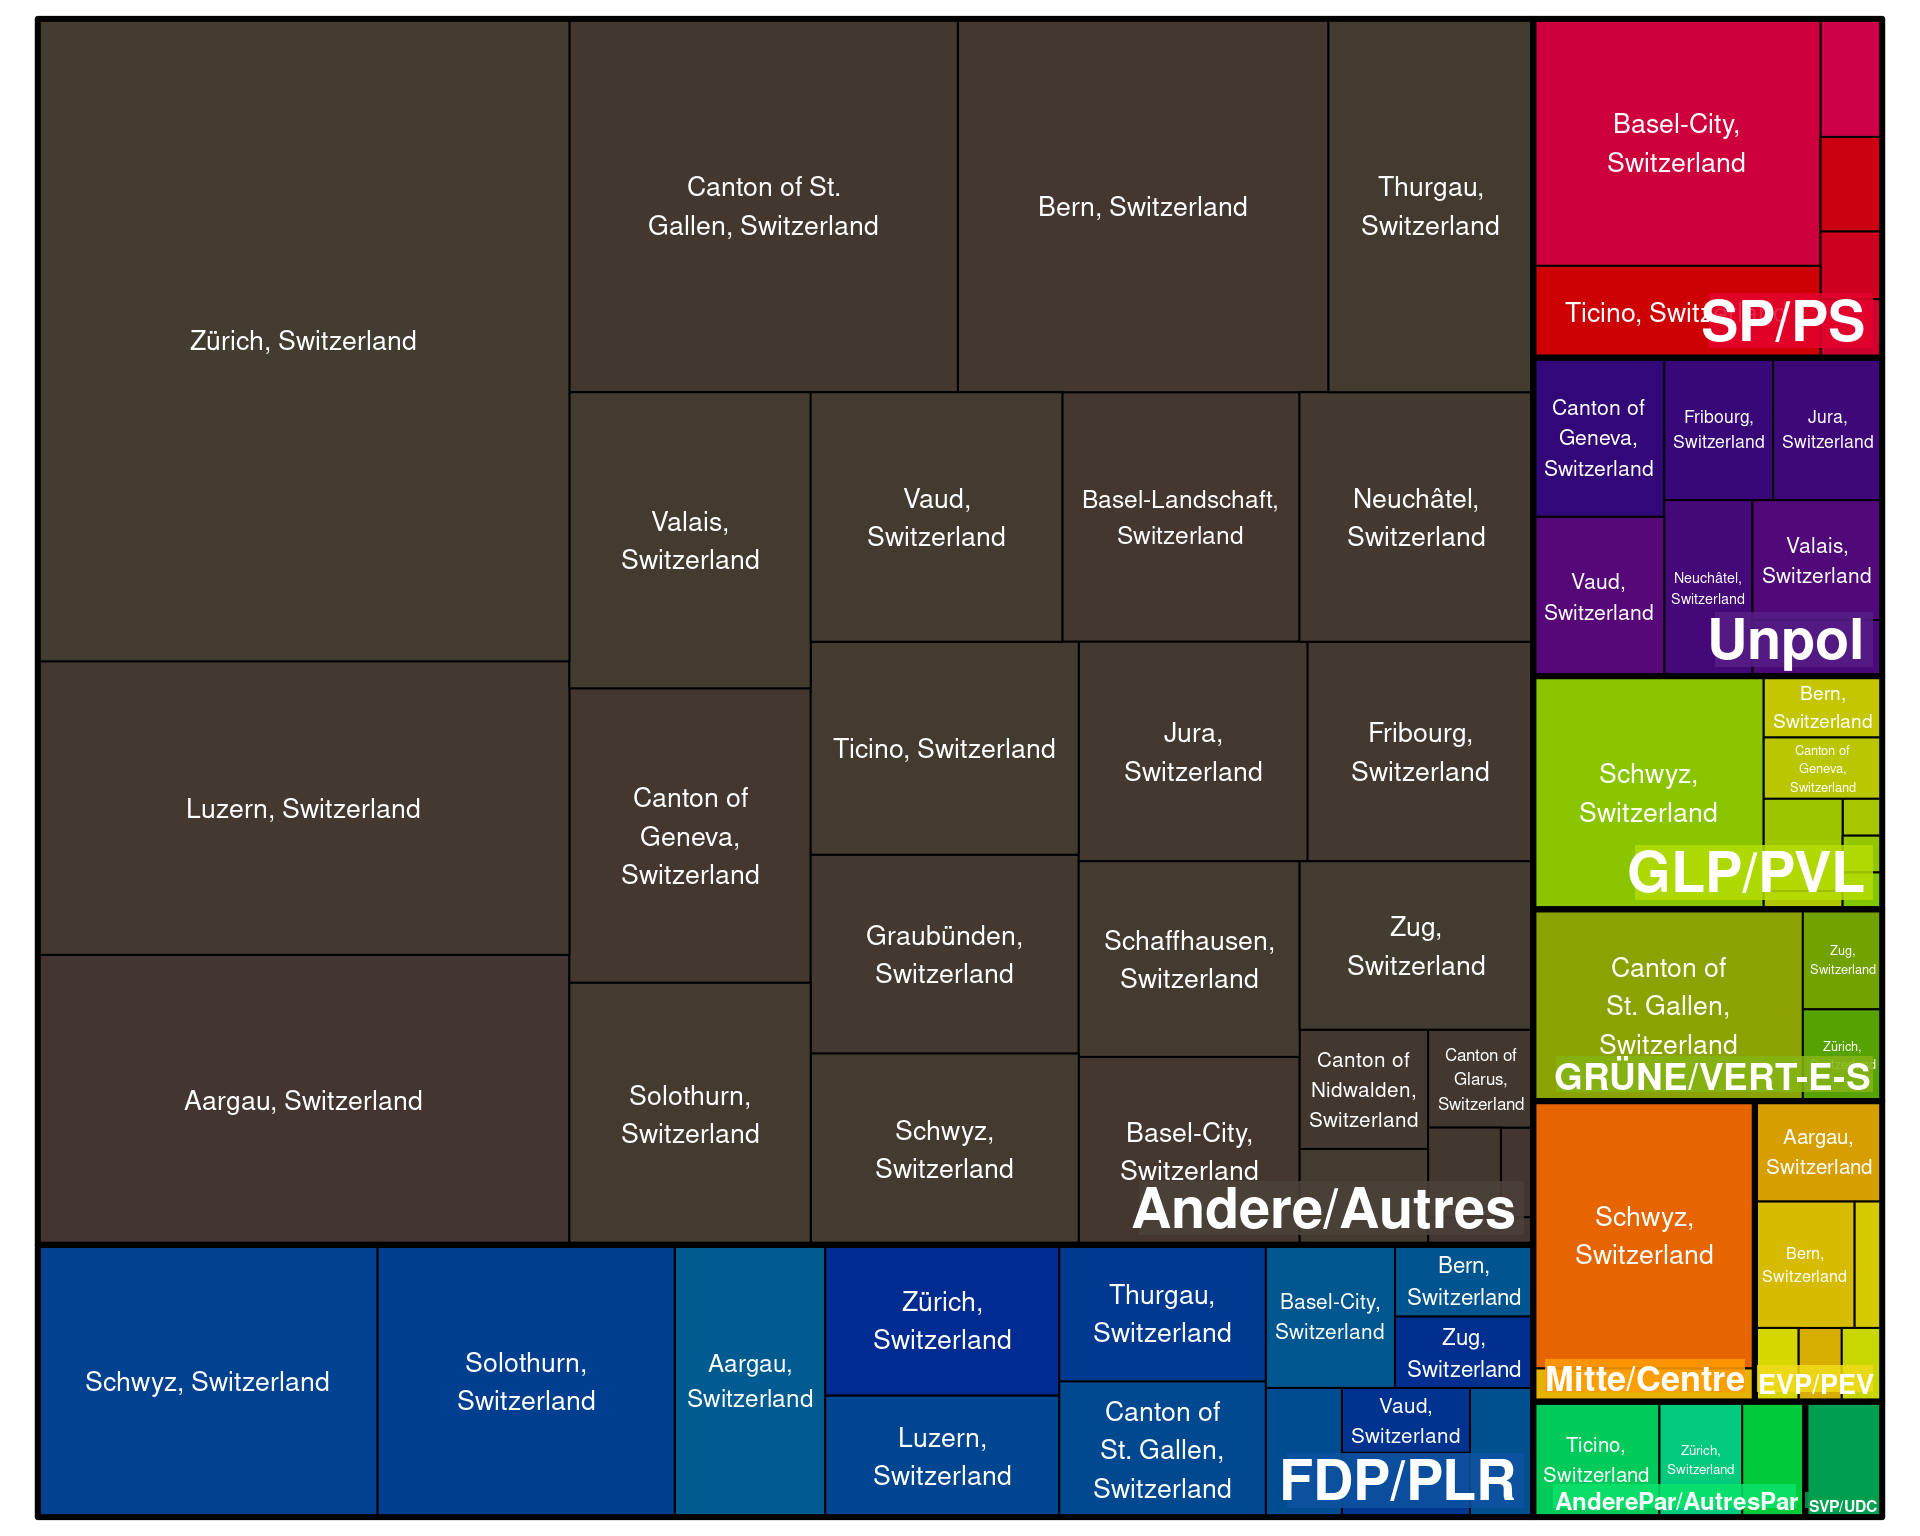 Zürich, Switzerland
Luzern, Switzerland
Aargau, Switzerland
Canton of St.
Gallen, Switzerland
Bern, Switzerland
Thurgau,
Switzerland
Valais,
Switzerland
Vaud,
Switzerland
Basel-Landschaft,
Switzerland
Neuchâtel,
Switzerland
Canton of
Geneva,
Switzerland
Solothurn,
Switzerland
Ticino, Switzerland
Jura,
Switzerland
Fribourg,
Switzerland
Graubünden,
Switzerland
Schaffhausen,
Switzerland
Zug,
Switzerland
Schwyz,
Switzerland
Basel-City,
Switzerland
Canton of
Nidwalden,
Switzerland
Canton of
Glarus,
Switzerland
Andere/Autres
Schwyz, Switzerland
Solothurn,
Switzerland
Aargau,
Switzerland
Zürich,
Switzerland
Luzern,
Switzerland
Thurgau,
Switzerland
Canton of
St. Gallen,
Switzerland
Basel-City,
Switzerland
Bern,
Switzerland
Zug,
Switzerland
Vaud,
Switzerland
FDP/PLR
Basel-City,
Switzerland
Ticino,
SP/PS
Canton of
Geneva,
Switzerland
Fribourg,
Switzerland
Jura,
Switzerland
Vaud,
Switzerland
Neuchâtel,
Switzerland
Valais,
Switzerland
Unpol
Schwyz,
Switzerland
Bern,
Switzerland
Canton of
Geneva,
Switzerland
GLP/PVL
Canton of
St. Gallen,
Switzerland
Zug,
Switzerland
Zürich,
GRÜNE/VERT-E-S
Schwyz,
Switzerland
Mitte/Centre
Aargau,
Switzerland
Bern,
Switzerland
EVP/PEV
Ticino,
Switzerland
Zürich,
Switzerland
AnderePar/AutresPar
SVP/UDC